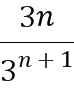 3n
3^{n + 1}